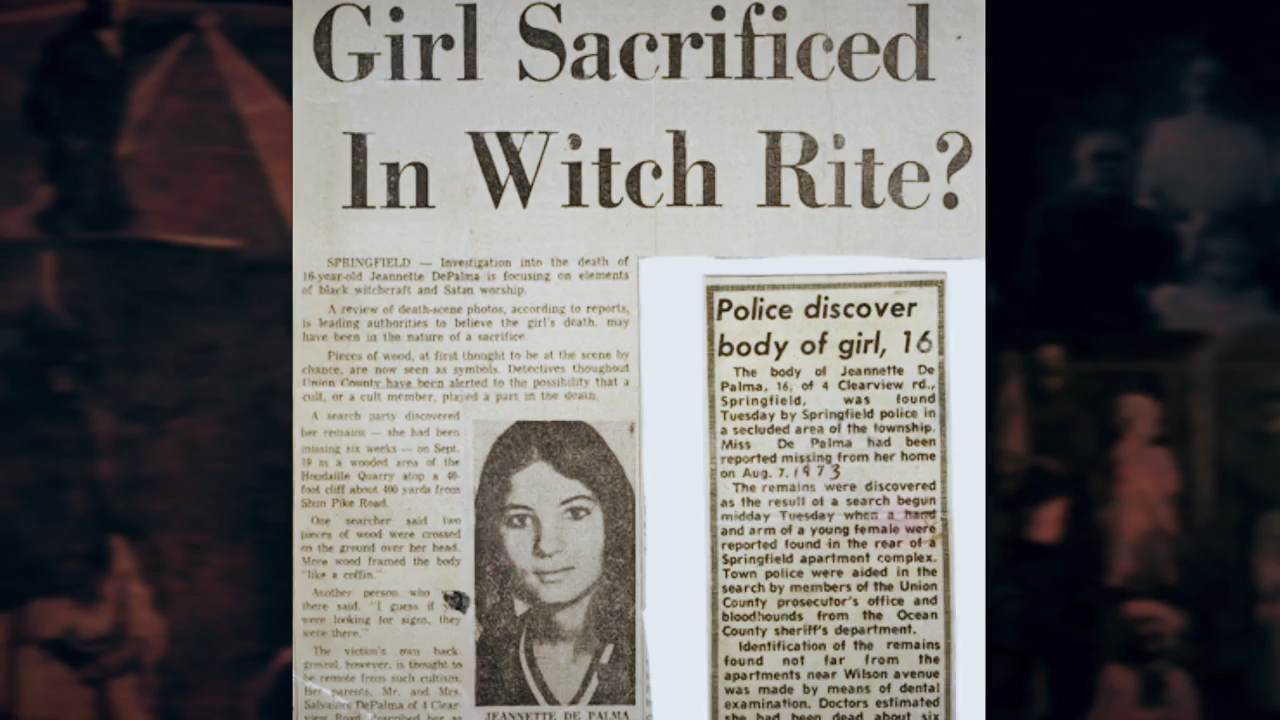 Girl Sacrificed
In Witch Rite?
SPRINGFIELD — Investigation into the death of
16-year-old Jeannette DePalma is focusing on elements
of black witchcraft and Satan worship.
A review of death-scene photos, according to reports,
is leading authorities to believe the girl's death, may
have been in the nature of a sacrifice.
Pieces of wood, at first thought to be at the scene by
chance, are now seen as symbols. Detectives thoughout
Union County have been alerted to the possibility that a
cult, or a cult member, played a part in the death.
A search party discovered
her remains — she had been
missing six weeks — on Sept.
19 as a wooded area of the
Houdaille Quarry atop a 40-
foot cliff about 400 yards from
Shun Pike Road.
One searcher said two
pieces of wood were crossed
on the ground over her head.
More wood framed the body
"like a coffin."
Another person who
there said. "I guess if you
were looking for signs, they
were there."
The victim's own back-
ground, however, is thought to
be remote from such cultism.
Her parents, Mr. and Mrs.
Salvatore DePalma of 4 Clear-
view Road, described her as
JEANNETTE DE PALMA
Police discover
body of girl, 16
The body of Jeannette De
Palma, 16, of 4 Clearview rd.,
Springfield, was found
Tuesday by Springfield police in
a secluded area of the township.
Miss De Palma had been
reported missing from her home
on Aug. 7. 1973
The remains were discovered
as the result of a search begun
midday Tuesday when a hand
and arm of a young female were
reported found in the rear of a
Springfield apartment complex.
Town police were aided in the
search by members of the Union
County prosecutor's office and
bloodhounds from the Ocean
County sheriff's department.
Identification of the remains
found not far from the
apartments near Wilson avenue
was made by means of dental
examination. Doctors estimated
she had been dead about six